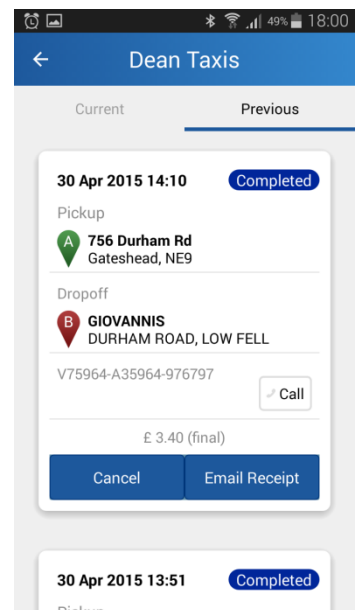 49% 18:00
Dean Taxis
Current Previous
30 Apr 2015 14:10 Completed
Pickup
A 756 Durham Rd
Gateshead, NE9
Dropoff
B GIOVANNIS
DURHAM ROAD, LOW FELL
V75964-A35964-976797
Call
£ 3.40 (final)
Cancel Email Receipt
30 Apr 2015 13:51 Completed
Pickup